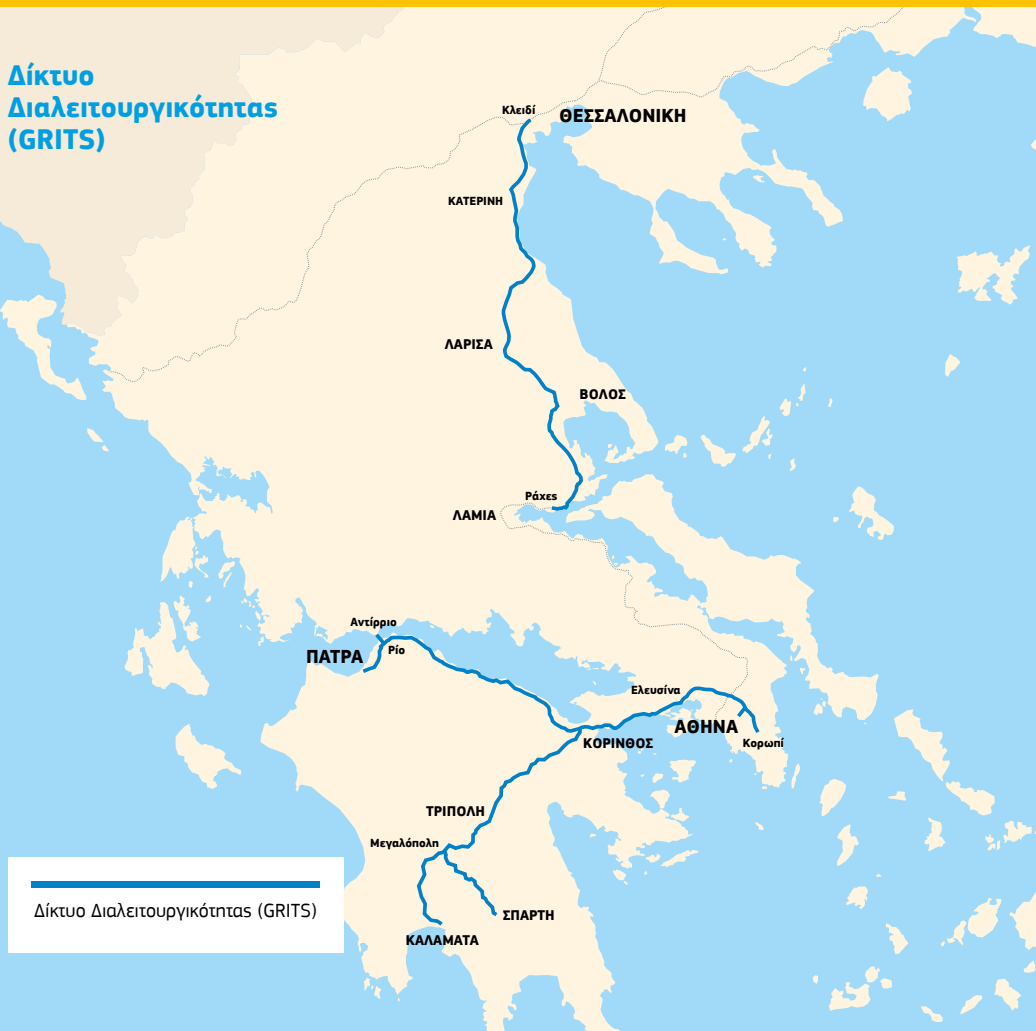 Δίκτυο
Διαλειτουργικότητας
(GRITS)
Κλειδί
ΘΕΣΣΑΛΟΝΙΚΗ
ΚΑΤΕΡΙΝΗ
ΛΑΡΙΣΑ
ΒΟΛΟΣ
Ράχες
ΛΑΜΙΑ
Αντίρριο
Ρίο
ΠΑΤΡΑ
Ελευσίνα
ΑΘΗΝΑ
Κορωπί
ΚΟΡΙΝΘΟΣ
ΤΡΙΠΟΛΗ
Μεγαλόπολη
ΣΠΑΡΤΗ
ΚΑΛΑΜΑΤΑ
Δίκτυο Διαλειτουργικότητας (GRITS)